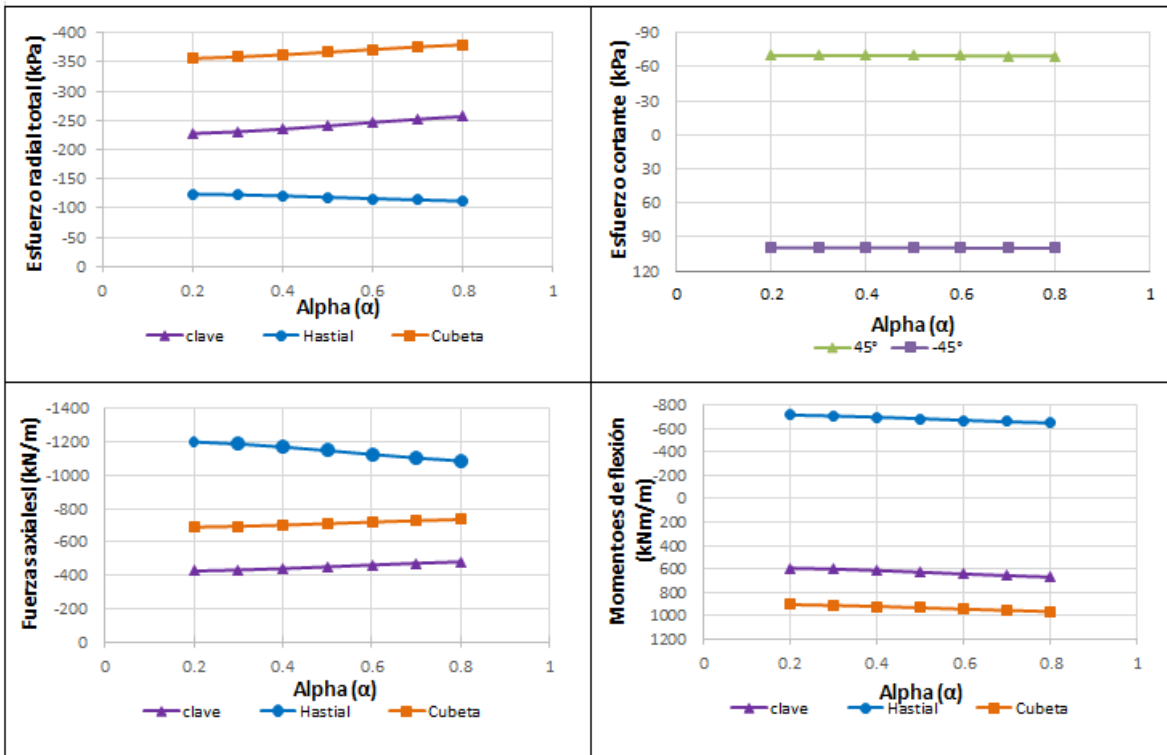 Esfuerzo radial total (kPa)
-400
-350
-300
-250
-200
-150
-100
-50
0
0 0.2 0.4 0.6 0.8 1
Alpha (α)
clave Hastial Cubeta
Esfuerzo cortante (kPa)
-90
-60
-30
0
30
60
90
120
0 0.2 0.4 0.6 0.8 1
Alpha (α)
45° -45°
Fuerzas axialesl (kN/m)
-1400
-1200
-1000
-800
-600
-400
-200
0
0 0.2 0.4 0.6 0.8 1
Alpha (α)
clave Hastial Cubeta
Momentoes de flexión
(kNm/m)
-800
-600
-400
-200
0
200
400
600
800
1000
1200
0 0.2 0.4 0.6 0.8 1
Alpha (α)
clave Hastial Cubeta